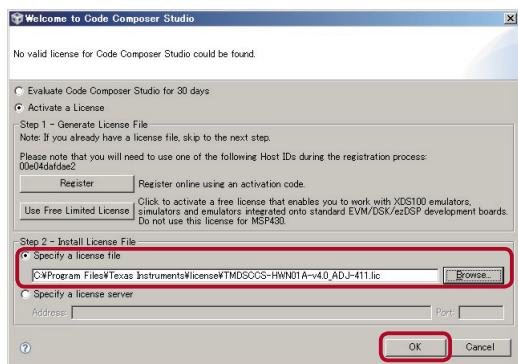 Welcome to Code Composer Studio
No valid license for Code Composer Studio could be found.
Evaluate Code Composer Studio for 30 days
Activate a License
Step 1 - Generate License File
Note: If you already have a license file, skip to the next step.
Please note that you will need to use one of the following Host IDs during the registration process:
00e04dafdae2
Register
Register online using an activation code.
Use Free Limited License
Click to activate a free license that enables you to work with XDS100 emulators,
simulators and emulators integrated onto standard EVM/DSK/ezDSP development boards.
Do not use this license for MSP430.
Step 2 - Install License File
Specify a license file
C:¥Program Files¥Texas Instruments¥license¥TMDSCCS-HWN01A-v4.0_ADJ-411.lic
Browse...
Specify a license server
Address:
Port:
?
OK
Cancel